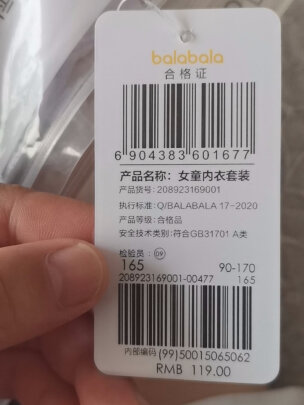 balabala
合格证
6 904383 601677
产品名称：女童内衣套装
产品货号：208923169001
执行标准：Q/BALABALA 17-2020
产品等级：合格品
安全技术类别：符合GB31701 A类
检验员：09
165 90-170
208923169001-00477 165
内部编码 (99)50015065062
RMB 119.00